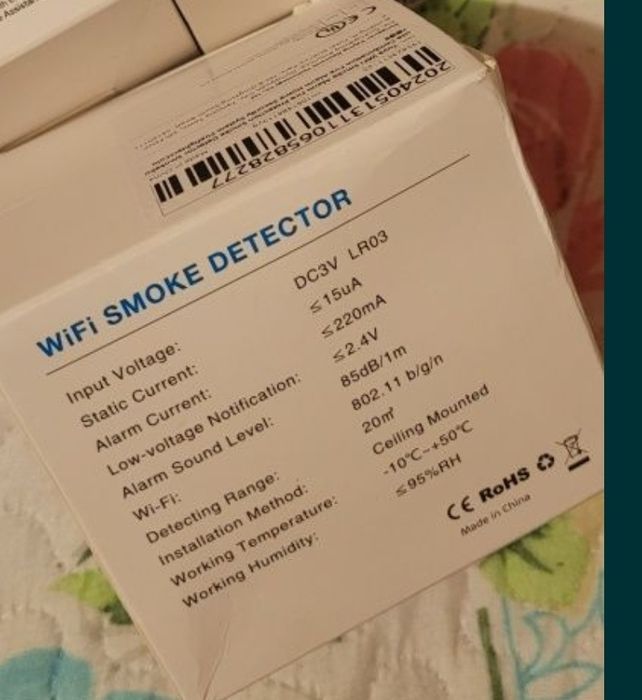 WiFi SMOKE DETECTOR
Input Voltage: DC3V LR03
Static Current: ≤15uA
Alarm Current: ≤220mA
Low-voltage Notification: ≤2.4V
Alarm Sound Level: 85dB/1m
Wi-Fi: 802.11 b/g/n
Detecting Range: 20㎡
Installation Method: Ceiling Mounted
Working Temperature: -10℃~+50℃
Working Humidity: ≤95%RH
CE RoHS
Made in China
2024051311065828277